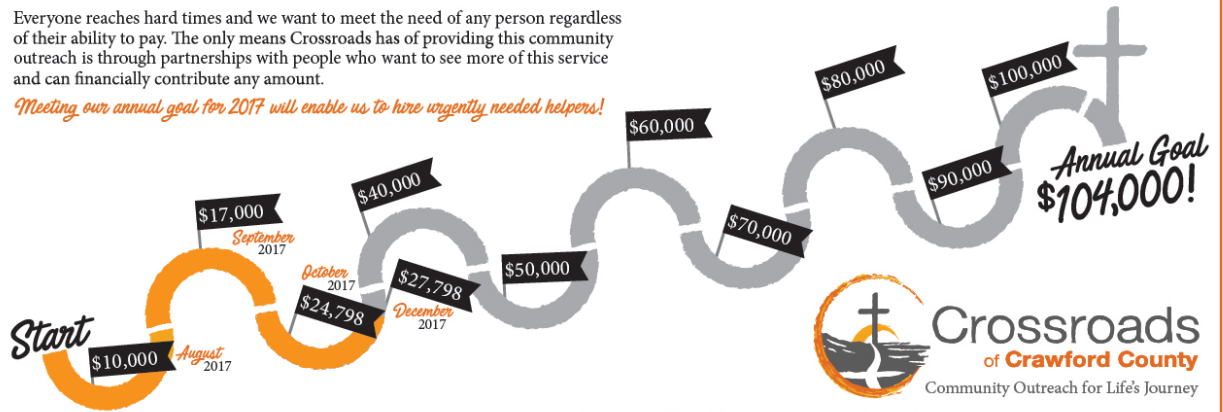 Everyone reaches hard times and we want to meet the need of any person regardless
of their ability to pay. The only means Crossroads has of providing this community
outreach is through partnerships with people who want to see more of this service
and can financially contribute any amount.
Meeting our annual goal for 2017 will enable us to hire urgently needed helpers!
Start
$10,000
August
2017
$17,000
September
2017
October
2017
$24,798
$27,798
December
2017
$40,000
$50,000
$60,000
$70,000
$80,000
$90,000
$100,000
Annual Goal
$104,000!
Crossroads
of Crawford County
Community Outreach for Life's Journey